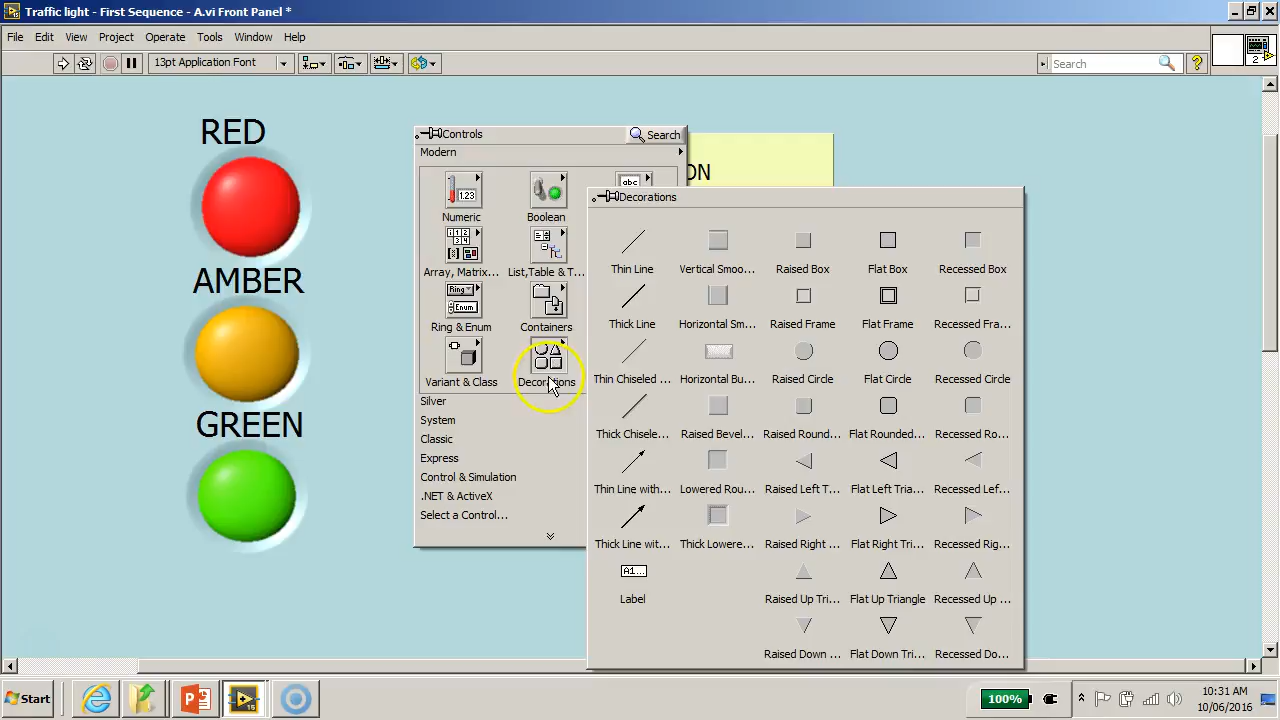 Traffic light - First Sequence - A.vi Front Panel *
File Edit View Project Operate Tools Window Help
13pt Application Font
Search
2
RED
AMBER
GREEN
Controls
Search
Modern
1.23
abc
Numeric
Boolean
Array, Matrix...
List,Table & T...
Ring
Enum
Ring & Enum
Containers
Variant & Class
Decorations
Silver
System
Classic
Express
Control & Simulation
.NET & ActiveX
Select a Control...
ON
Decorations
Thin Line Vertical Smoo... Raised Box Flat Box Recessed Box
Thick Line Horizontal Sm... Raised Frame Flat Frame Recessed Fra...
Thin Chiseled ... Horizontal Bu... Raised Circle Flat Circle Recessed Circle
Thick Chisele... Raised Bevel... Raised Round... Flat Rounded... Recessed Ro...
Thin Line with... Lowered Rou... Raised Left T... Flat Left Tria... Recessed Lef...
Thick Line wit... Thick Lowere... Raised Right ... Flat Right Tri... Recessed Rig...
A1...
Label Raised Up Tri... Flat Up Triangle Recessed Up ...
Raised Down ... Flat Down Tri... Recessed Do...
Start
100%
10:31 AM
10/06/2016